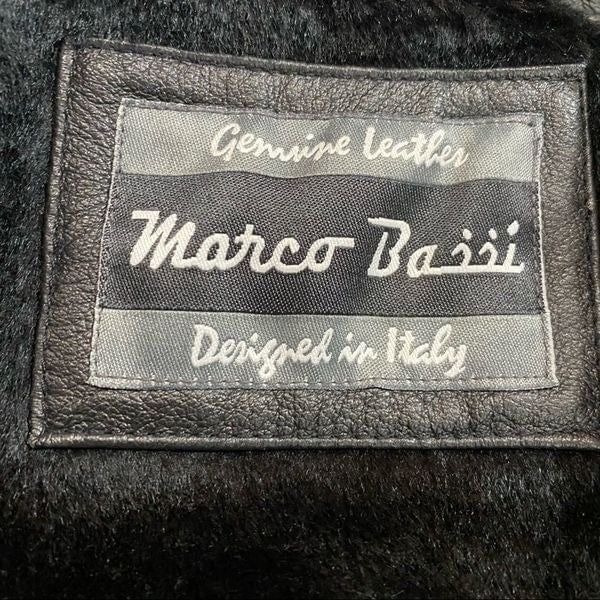 Genuine Leather
Marco Bassi
Designed in Italy